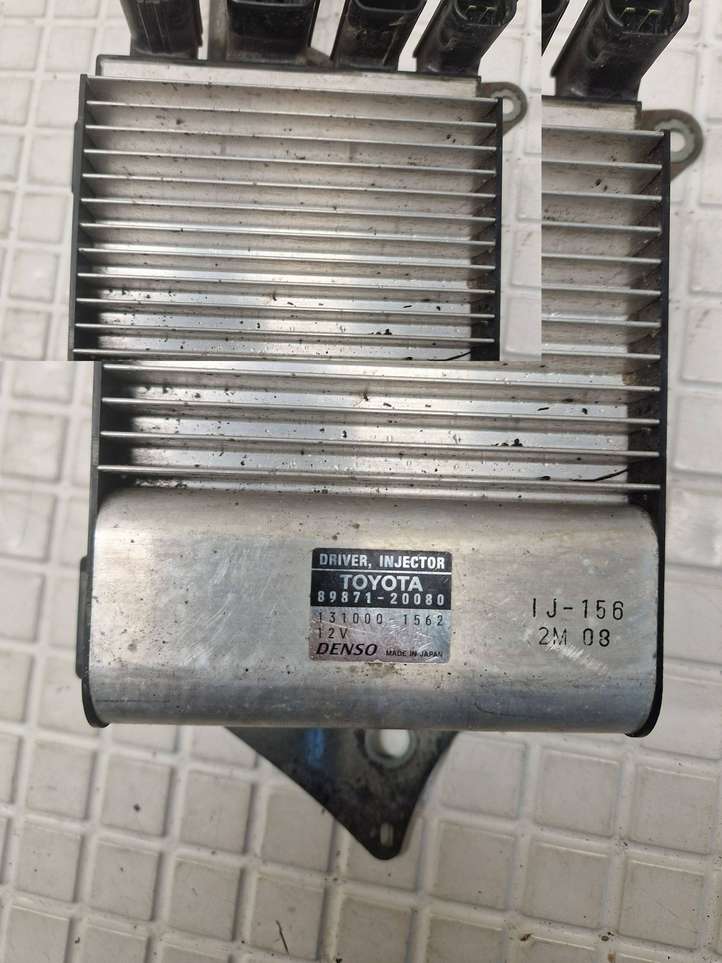 DRIVER, INJECTOR
TOYOTA
89871-20080
131000-1562
12V
DENSO MADE IN JAPAN
IJ-156
2M 08